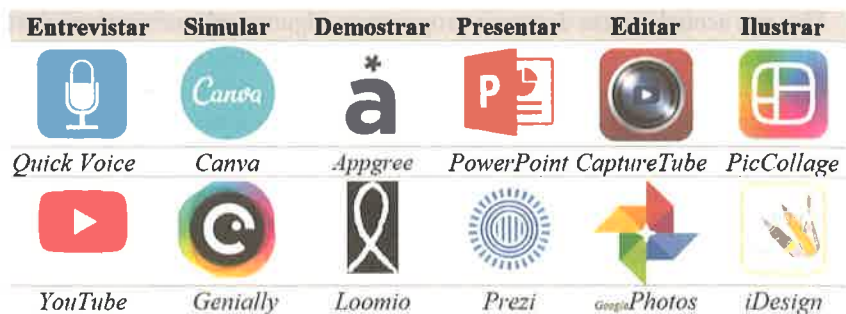 Entrevistar Simular Demostrar Presentar Editar Ilustrar
Canva
a
P
Quick Voice Canva Appgree PowerPoint CaptureTube PicCollage
YouTube Genially Loomio Prezi Google Photos iDesign